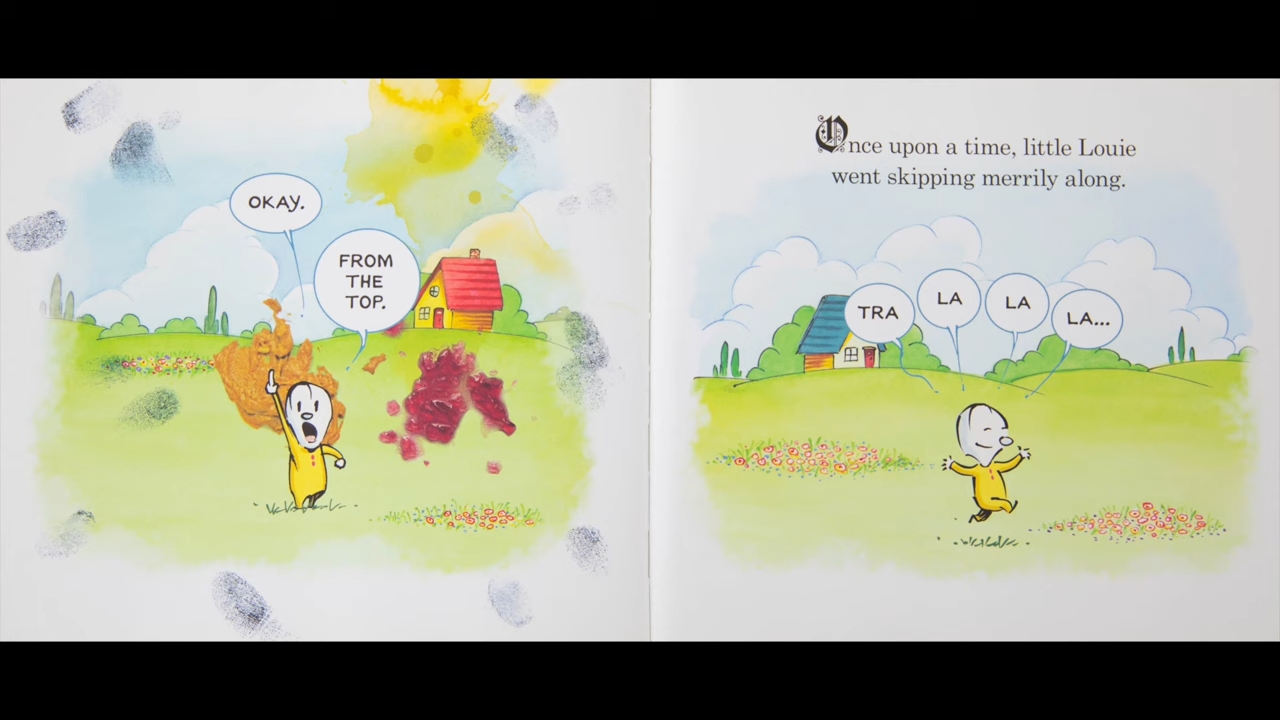 OKAY.
FROM
THE
TOP.
Once upon a time, little Louie
went skipping merrily along.
TRA
LA
LA
LA...